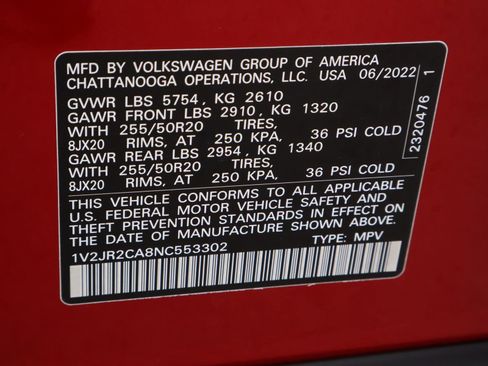 MFD BY VOLKSWAGEN GROUP OF AMERICA
CHATTANOOGA OPERATIONS, LLC. USA 06/2022
GVWR LBS 5754, KG 2610
GAWR FRONT LBS 2910, KG 1320
WITH 255/50R20 TIRES,
8JX20 RIMS, AT 250 KPA, 36 PSI COLD
GAWR REAR LBS 2954, KG 1340
WITH 255/50R20 TIRES,
8JX20 RIMS, AT 250 KPA, 36 PSI COLD
THIS VEHICLE CONFORMS TO ALL APPLICABLE
U.S. FEDERAL MOTOR VEHICLE SAFETY AND
THEFT PREVENTION STANDARDS IN EFFECT ON
THE DATE OF MANUFACTURE SHOWN ABOVE.
1V2JR2CA8NC553302 TYPE: MPV
2320476 1